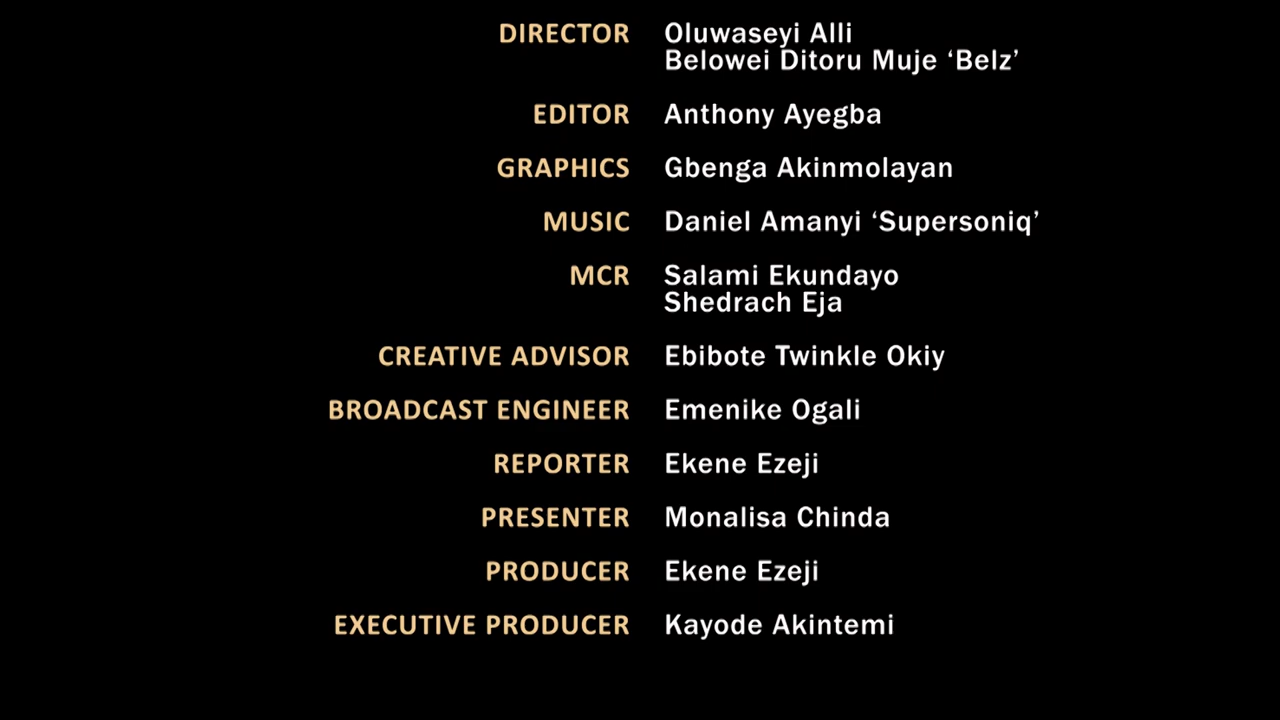 DIRECTOR Oluwaseyi Alli
Belowei Ditoru Muje ‘Belz’
EDITOR Anthony Ayegba
GRAPHICS Gbenga Akinmolayan
MUSIC Daniel Amanyi ‘Supersoniq’
MCR Salami Ekundayo
Shedrach Eja
CREATIVE ADVISOR Ebibote Twinkle Okiy
BROADCAST ENGINEER Emenike Ogali
REPORTER Ekene Ezeji
PRESENTER Monalisa Chinda
PRODUCER Ekene Ezeji
EXECUTIVE PRODUCER Kayode Akintemi